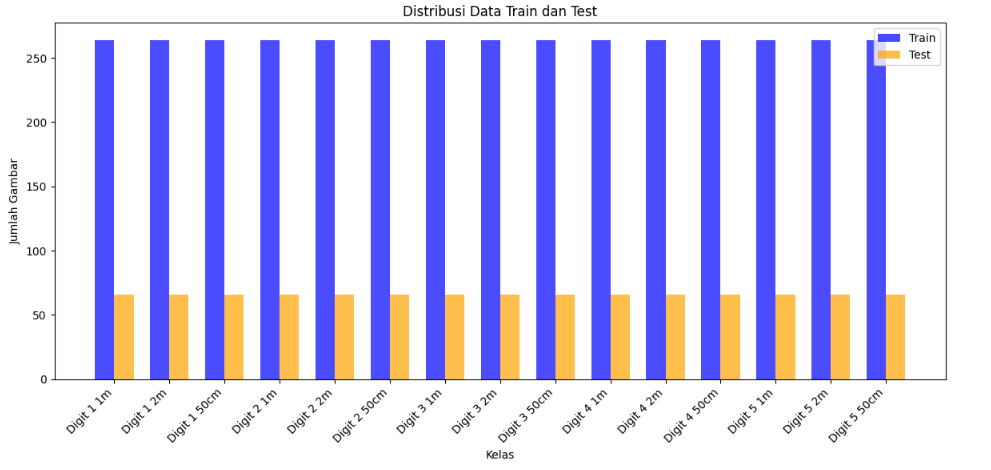 Distribusi Data Train dan Test
Train
Test
Jumlah Gambar
250
200
150
100
50
0
Digit 1 1m
Digit 1 2m
Digit 1 50cm
Digit 2 1m
Digit 2 2m
Digit 2 50cm
Digit 3 1m
Digit 3 2m
Digit 3 50cm
Digit 4 1m
Digit 4 2m
Digit 4 50cm
Digit 5 1m
Digit 5 2m
Digit 5 50cm
Kelas